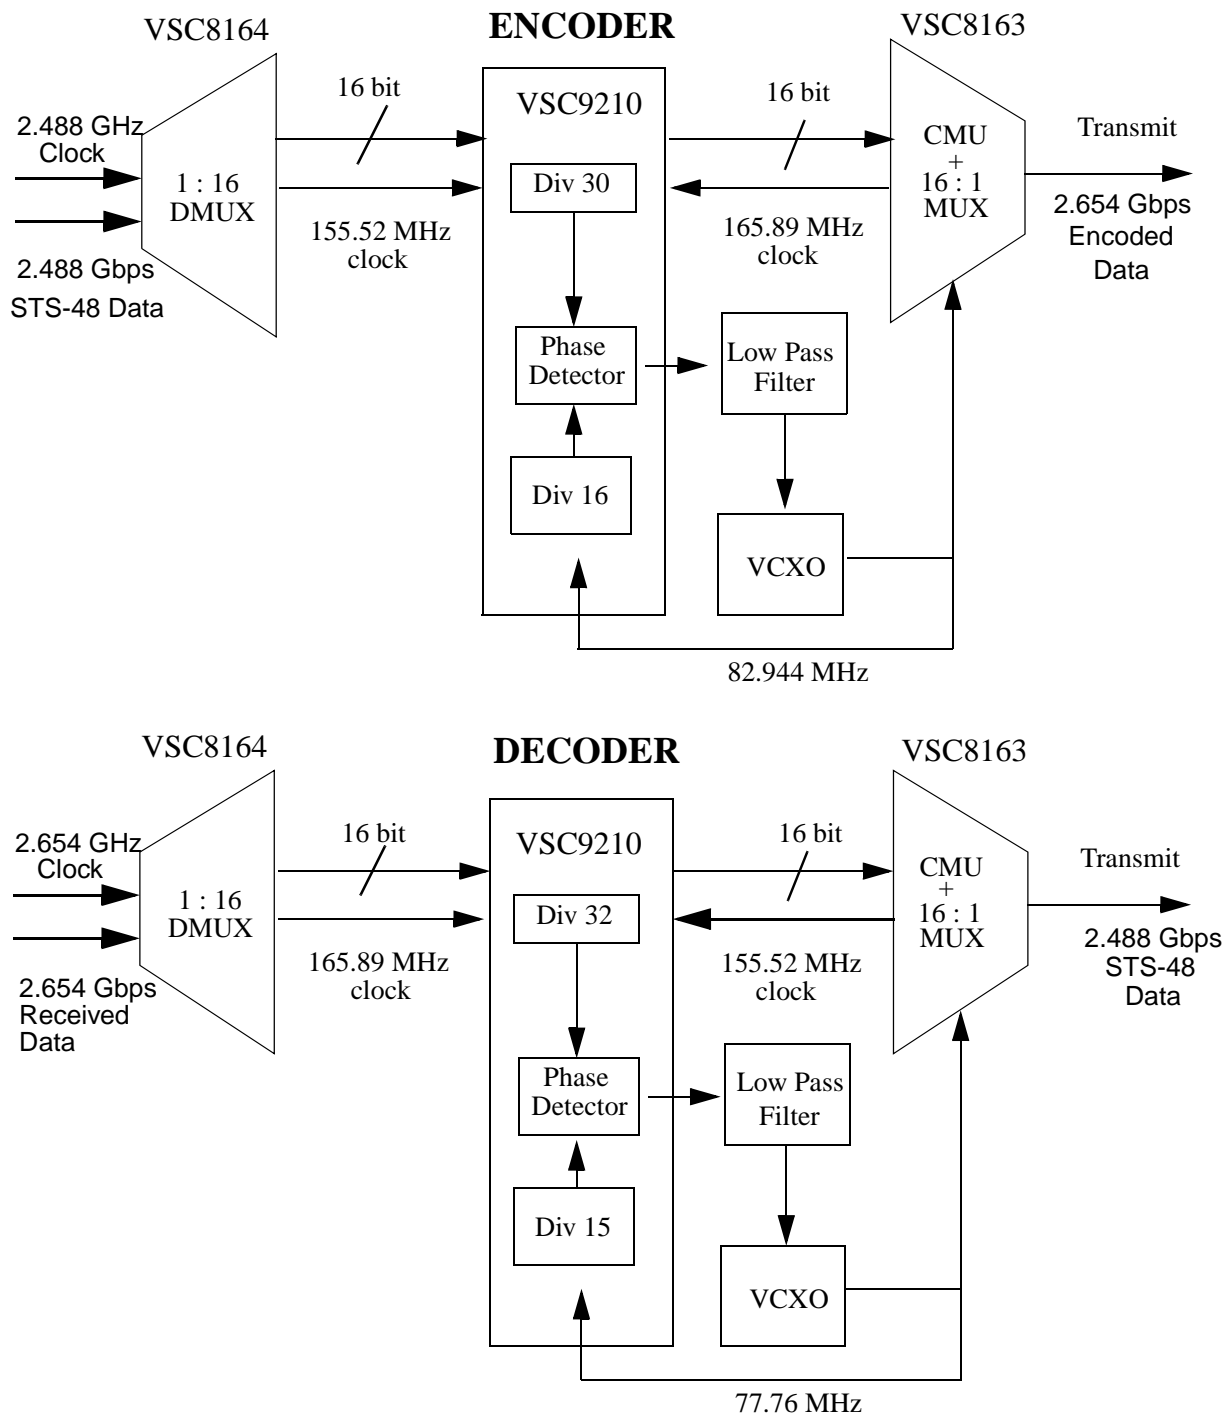 VSC8164
ENCODER
VSC8163
2.488 GHz
Clock
2.488 Gbps
STS-48 Data
1 : 16
DMUX
16 bit
155.52 MHz
clock
VSC9210
Div 30
Phase
Detector
Div 16
16 bit
165.89 MHz
clock
Low Pass
Filter
VCXO
82.944 MHz
CMU
+
16 : 1
MUX
Transmit
2.654 Gbps
Encoded
Data
VSC8164
DECODER
VSC8163
2.654 GHz
Clock
2.654 Gbps
Received
Data
1 : 16
DMUX
16 bit
165.89 MHz
clock
VSC9210
Div 32
Phase
Detector
Div 15
16 bit
155.52 MHz
clock
Low Pass
Filter
VCXO
77.76 MHz
CMU
+
16 : 1
MUX
Transmit
2.488 Gbps
STS-48
Data